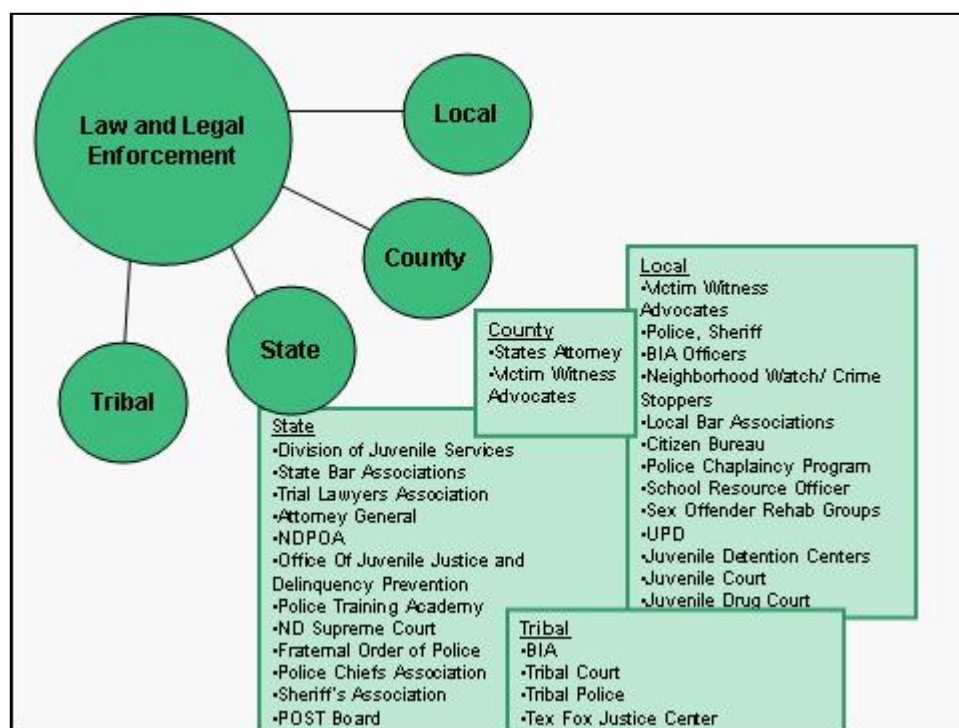 Law and Legal
Enforcement
Local
County
State
Tribal
Local
•Victim Witness
Advocates
•Police, Sheriff
•BIA Officers
•Neighborhood Watch/ Crime
Stoppers
•Local Bar Associations
•Citizen Bureau
•Police Chaplaincy Program
•School Resource Officer
•Sex Offender Rehab Groups
•UPD
•Juvenile Detention Centers
•Juvenile Court
•Juvenile Drug Court
County
•States Attorney
•Victim Witness
Advocates
State
•Division of Juvenile Services
•State Bar Associations
•Trial Lawyers Association
•Attorney General
•NDPOA
•Office Of Juvenile Justice and
Delinquency Prevention
•Police Training Academy
•ND Supreme Court
•Fraternal Order of Police
•Police Chiefs Association
•Sheriff's Association
•POST Board
Tribal
•BIA
•Tribal Court
•Tribal Police
•Tex Fox Justice Center